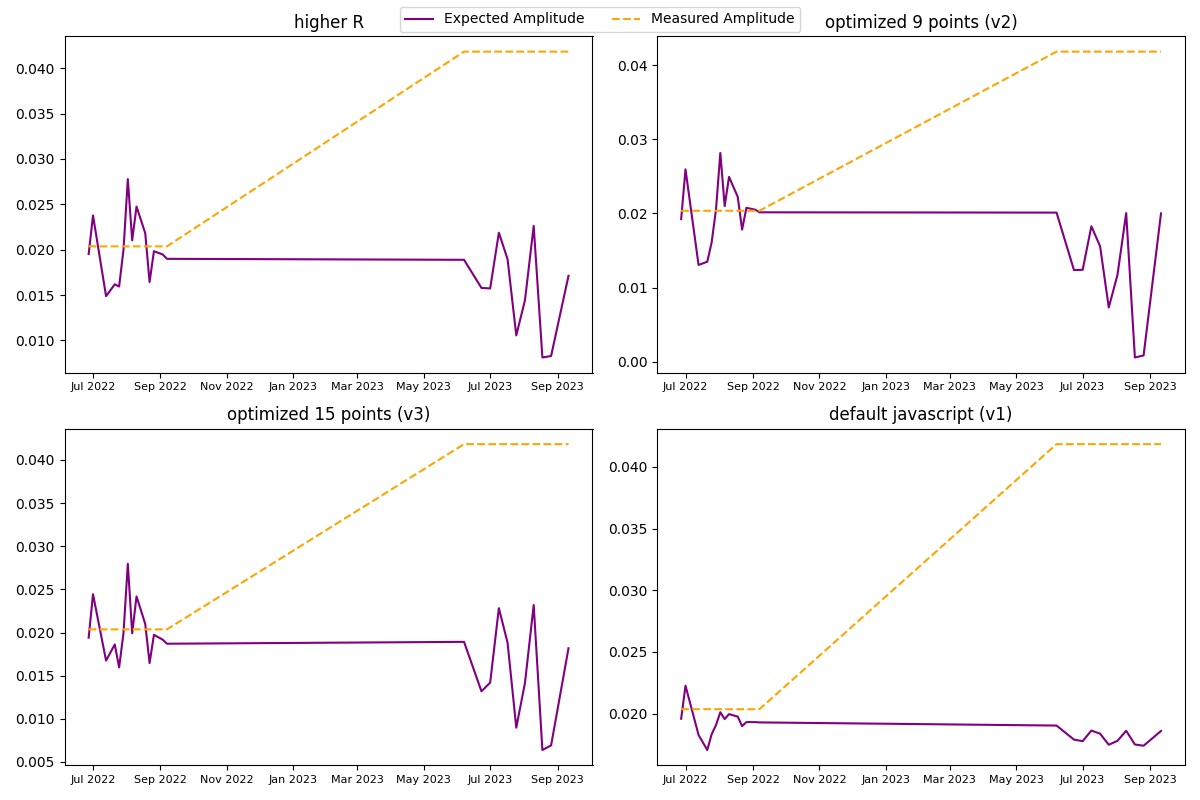 Expected Amplitude Measured Amplitude
higher R
0.040
0.035
0.030
0.025
0.020
0.015
0.010
Jul 2022 Sep 2022 Nov 2022 Jan 2023 Mar 2023 May 2023 Jul 2023 Sep 2023
optimized 9 points (v2)
0.04
0.03
0.02
0.01
0.00
Jul 2022 Sep 2022 Nov 2022 Jan 2023 Mar 2023 May 2023 Jul 2023 Sep 2023
optimized 15 points (v3)
0.040
0.035
0.030
0.025
0.020
0.015
0.010
0.005
Jul 2022 Sep 2022 Nov 2022 Jan 2023 Mar 2023 May 2023 Jul 2023 Sep 2023
default javascript (v1)
0.040
0.035
0.030
0.025
0.020
Jul 2022 Sep 2022 Nov 2022 Jan 2023 Mar 2023 May 2023 Jul 2023 Sep 2023